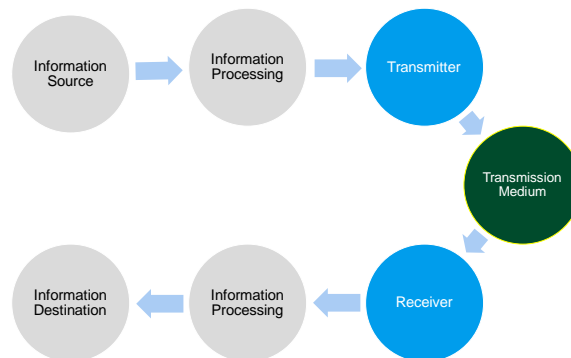 Information
Source
Information
Processing
Transmitter
Transmission
Medium
Receiver
Information
Processing
Information
Destination